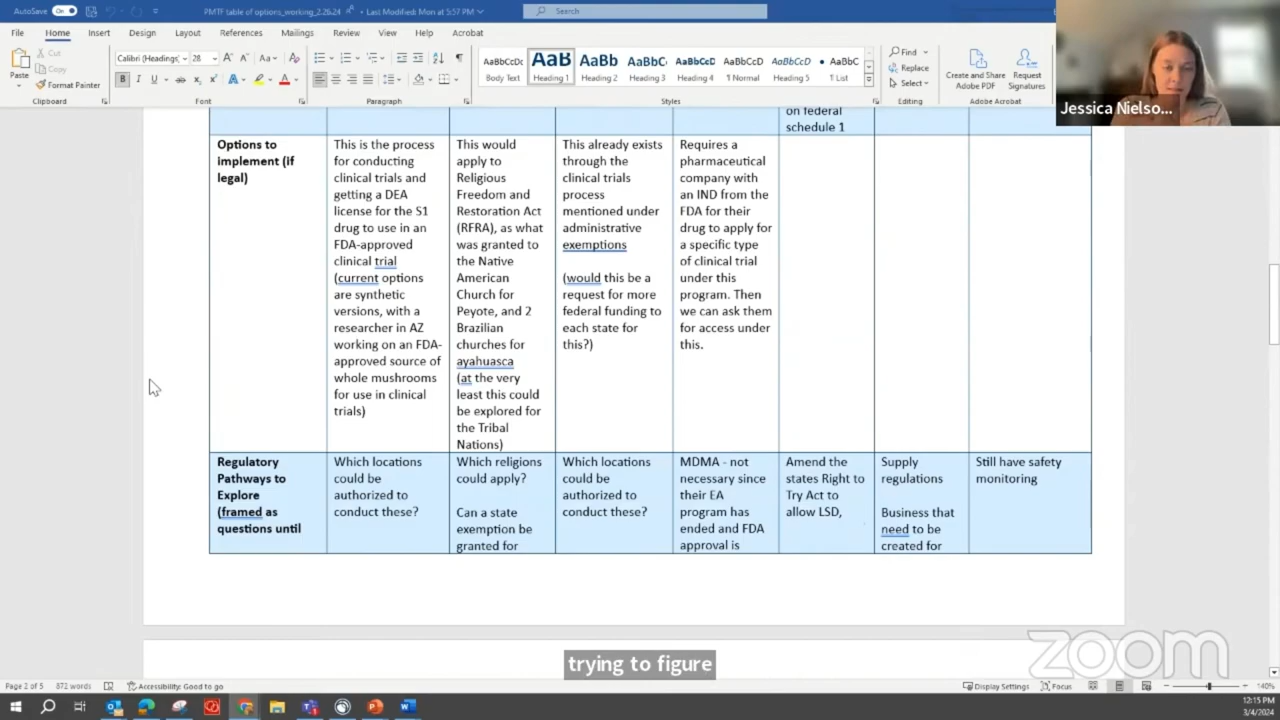 AutoSave On PMTF table of options_working_2.26.24 • Last Modified: Mon at 5:57 PM Search
File Home Insert Design Layout References Mailings Review View Help Acrobat
Paste
Cut
Copy
Format Painter
Clipboard
Calibri (Headings) 28
Font
Paragraph
AaBbCcDc AaB AaBb AaBbC AaBbCcD AaBbCcD AaBbCcD • AaBbC
Body Text Heading 1 Heading 2 Heading 3 Heading 4 ¶ Normal Heading 5 ¶ List
Styles
Find
Replace
Select
Editing
Create and Share
Adobe PDF
Request
Signatures
Adobe Acrobat
Jessica Nielso...
on federal
schedule 1
Options to
implement (if
legal)
This is the process
for conducting
clinical trials and
getting a DEA
license for the S1
drug to use in an
FDA-approved
clinical trial
(current options
are synthetic
versions, with a
researcher in AZ
working on an FDA-
approved source of
whole mushrooms
for use in clinical
trials)
This would
apply to
Religious
Freedom and
Restoration Act
(RFRA), as what
was granted to
the Native
American
Church for
Peyote, and 2
Brazilian
churches for
ayahuasca
(at the very
least this could
be explored for
the Tribal
Nations)
This already exists
through the
clinical trials
process
mentioned under
administrative
exemptions
(would this be a
request for more
federal funding to
each state for
this?)
Requires a
pharmaceutical
company with
an IND from the
FDA for their
drug to apply for
a specific type
of clinical trial
under this
program. Then
we can ask them
for access under
this.
Regulatory
Pathways to
Explore
(framed as
questions until
Which locations
could be
authorized to
conduct these?
Which religions
could apply?
Can a state
exemption be
granted for
Which locations
could be
authorized to
conduct these?
MDMA - not
necessary since
their EA
program has
ended and FDA
approval is
Amend the
states Right to
Try Act to
allow LSD,
Supply
regulations
Business that
need to be
created for
Still have safety
monitoring
zoom
trying to figure
Page 2 of 5 872 words Accessibility: Good to go Display Settings Focus 140%
12:15 PM
3/4/2024